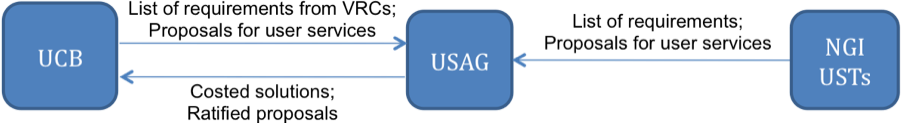 List of requirements from VRCs;
Proposals for user services
UCB
Costed solutions;
Ratified proposals
USAG
List of requirements;
Proposals for user services
NGI
USTs